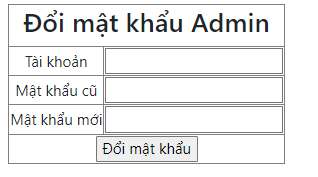 Đổi mật khẩu Admin
Tài khoản
Mật khẩu cũ
Mật khẩu mới
Đổi mật khẩu